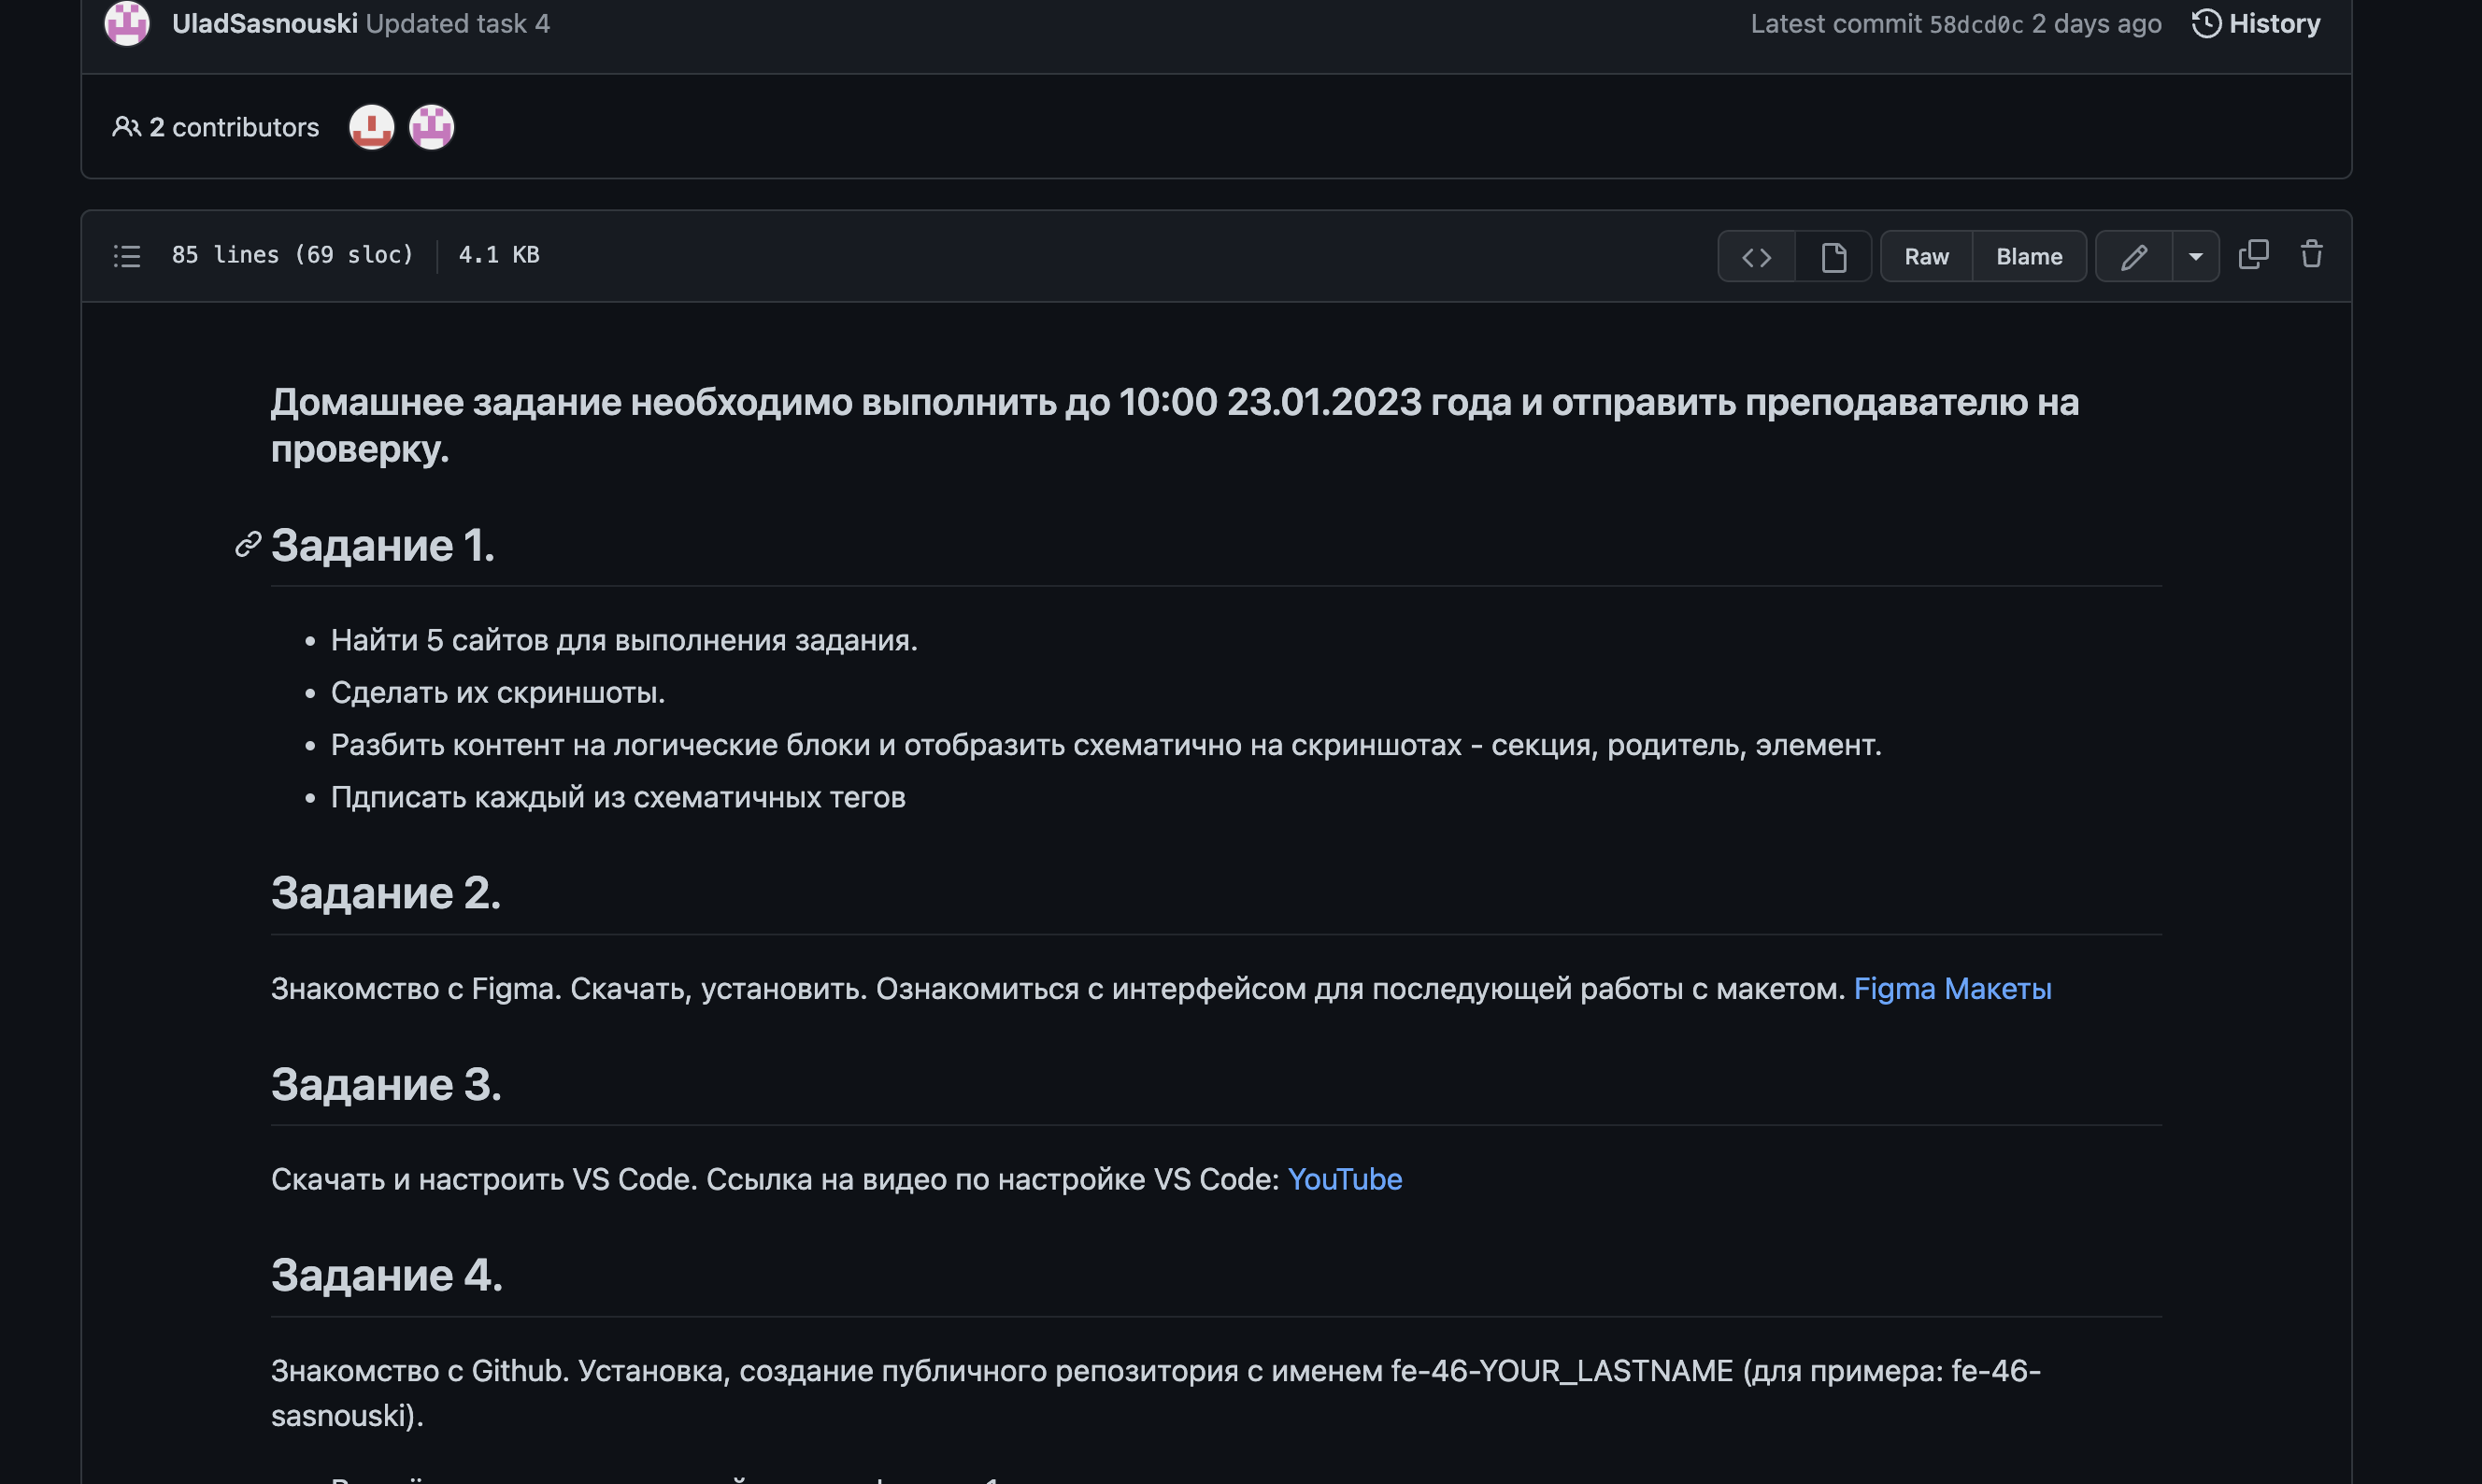 UladSasnouski Updated task 4
Latest commit 58dcd0c 2 days ago
History
2 contributors
85 lines (69 sloc)
4.1 KB
Raw
Blame
Домашнее задание необходимо выполнить до 10:00 23.01.2023 года и отправить преподавателю на
проверку.
Задание 1.
Найти 5 сайтов для выполнения задания.
Сделать их скриншоты.
Разбить контент на логические блоки и отобразить схематично на скриншотах - секция, родитель, элемент.
Пдписать каждый из схематичных тегов
Задание 2.
Знакомство с Figma. Скачать, установить. Ознакомиться с интерфейсом для последующей работы с макетом. Figma Макеты
Задание 3.
Скачать и настроить VS Code. Ссылка на видео по настройке VS Code: YouTube
Задание 4.
Знакомство с Github. Установка, создание публичного репозитория с именем fe-46-YOUR_LASTNAME (для примера: fe-46-
sasnouski).